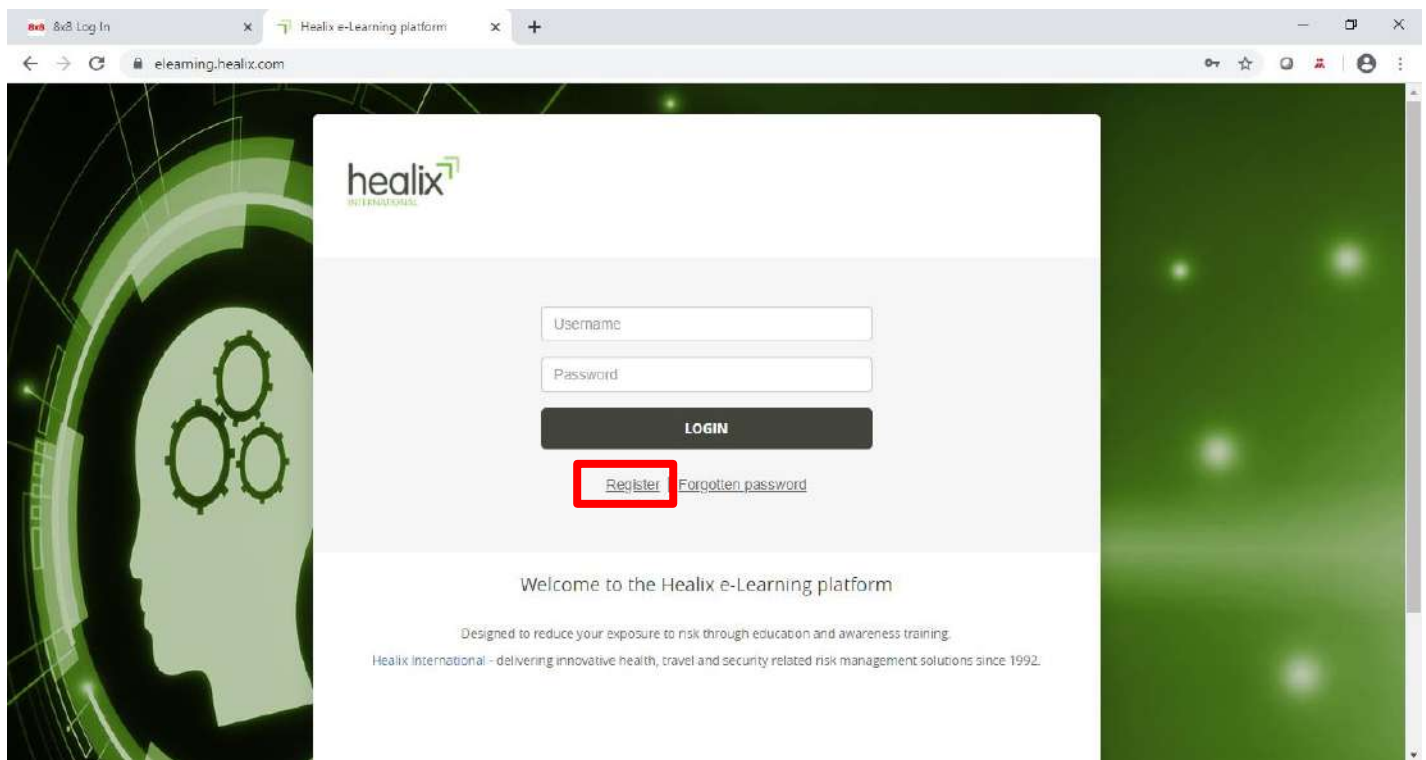 8x8 8x8 Log In
Healix e-Learning platform
elearning.healix.com
healix
INTERNATIONAL
Username
Password
LOGIN
Register | Forgotten password
Welcome to the Healix e-Learning platform
Designed to reduce your exposure to risk through education and awareness training.
Healix International - delivering innovative health, travel and security related risk management solutions since 1992.